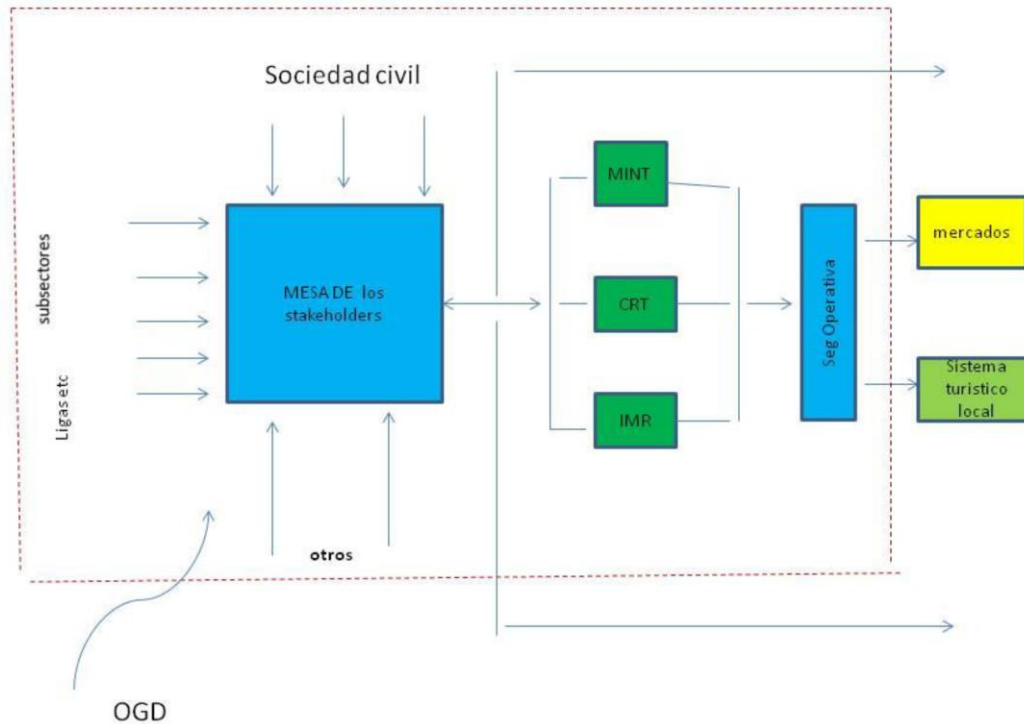 Sociedad civil
MINT
mercados
subsectores
MESA DE los
stakeholders
CRT
Seg Operativa
Sistema
turistico
local
Ligas etc
IMR
otros
OGD